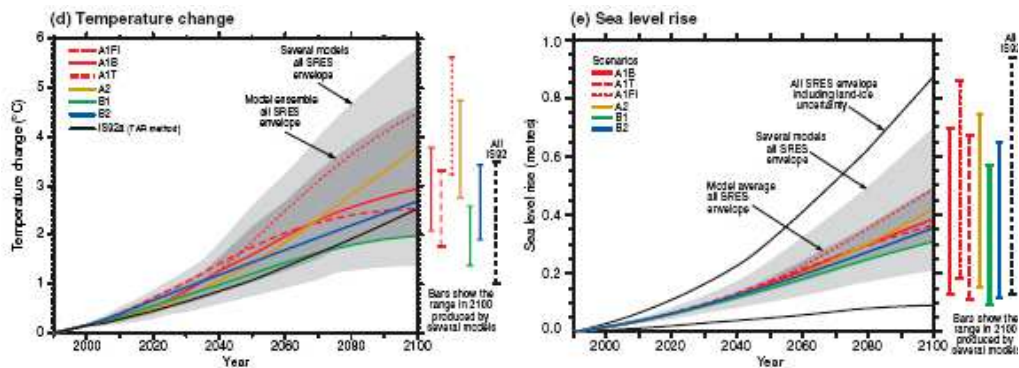 (d) Temperature change
6
5
4
3
2
1
0
Temperature change (°C)
A1FI
A1B
A1T
A2
B1
B2
IS92a (TAR method)
Several models
all SRES
envelope
Model ensemble
all SRES
envelope
2000
2020
2040
2060
2080
2100
Year
All
IS92
Bars show the
range in 2100
produced by
several models
(e) Sea level rise
1.0
0.8
0.6
0.4
0.2
0.0
Sea level rise (metres)
Scenarios
A1B
A1T
A1FI
A2
B1
B2
All SRES envelope
including land-ice
uncertainty
Several models
all SRES
envelope
Model average
all SRES
envelope
2000
2020
2040
2060
2080
2100
Year
All
IS92
Bars show the
range in 2100
produced by
several models